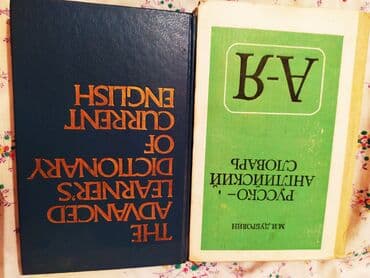 THE
ADVANCED
LEARNER'S
DICTIONARY
OF
CURRENT
ENGLISH
М.И.ДУБРОВИН
РУССКО-
АНГЛИЙСКИЙ
СЛОВАРЬ
А-Я